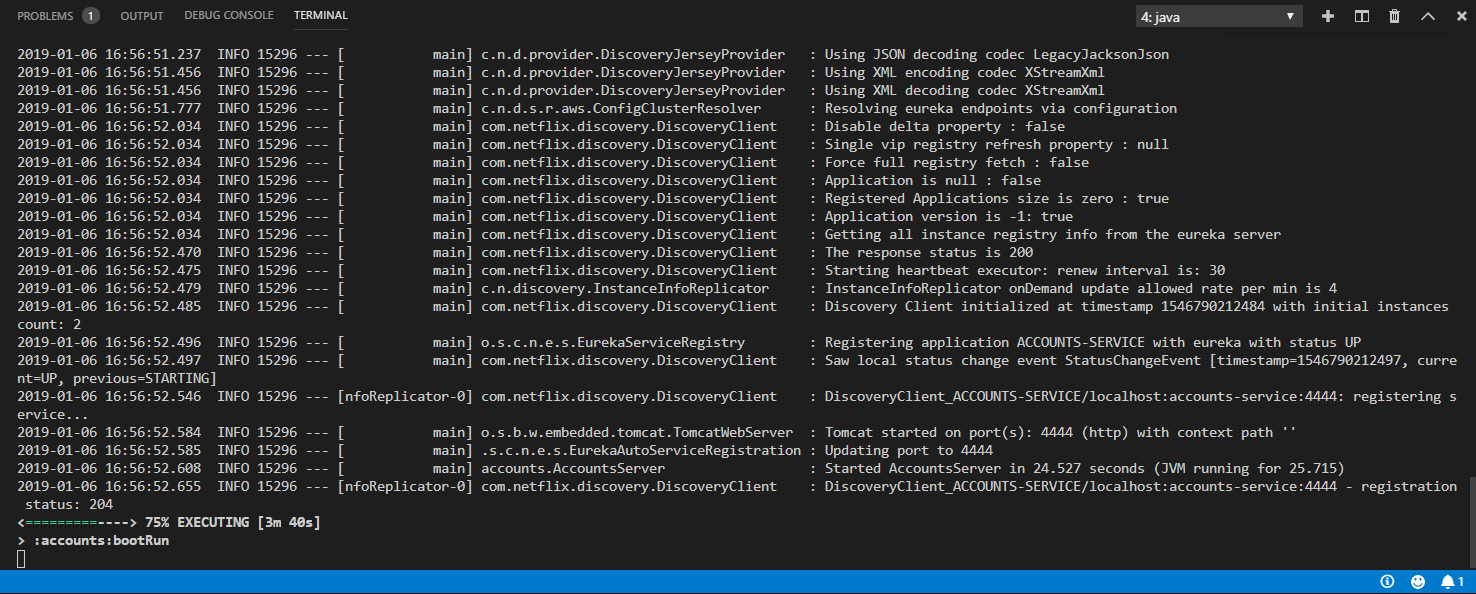 PROBLEMS 1 OUTPUT DEBUG CONSOLE TERMINAL 4: java
2019-01-06 16:56:51.237  INFO 15296 --- [           main] c.n.d.provider.DiscoveryJerseyProvider   : Using JSON decoding codec LegacyJacksonJson
2019-01-06 16:56:51.456  INFO 15296 --- [           main] c.n.d.provider.DiscoveryJerseyProvider   : Using XML encoding codec XStreamXml
2019-01-06 16:56:51.456  INFO 15296 --- [           main] c.n.d.provider.DiscoveryJerseyProvider   : Using XML decoding codec XStreamXml
2019-01-06 16:56:51.777  INFO 15296 --- [           main] c.n.d.s.r.aws.ConfigClusterResolver      : Resolving eureka endpoints via configuration
2019-01-06 16:56:52.034  INFO 15296 --- [           main] com.netflix.discovery.DiscoveryClient    : Disable delta property : false
2019-01-06 16:56:52.034  INFO 15296 --- [           main] com.netflix.discovery.DiscoveryClient    : Single vip registry refresh property : null
2019-01-06 16:56:52.034  INFO 15296 --- [           main] com.netflix.discovery.DiscoveryClient    : Force full registry fetch : false
2019-01-06 16:56:52.034  INFO 15296 --- [           main] com.netflix.discovery.DiscoveryClient    : Application is null : false
2019-01-06 16:56:52.034  INFO 15296 --- [           main] com.netflix.discovery.DiscoveryClient    : Registered Applications size is zero : true
2019-01-06 16:56:52.034  INFO 15296 --- [           main] com.netflix.discovery.DiscoveryClient    : Application version is -1: true
2019-01-06 16:56:52.034  INFO 15296 --- [           main] com.netflix.discovery.DiscoveryClient    : Getting all instance registry info from the eureka server
2019-01-06 16:56:52.470  INFO 15296 --- [           main] com.netflix.discovery.DiscoveryClient    : The response status is 200
2019-01-06 16:56:52.475  INFO 15296 --- [           main] com.netflix.discovery.DiscoveryClient    : Starting heartbeat executor: renew interval is: 30
2019-01-06 16:56:52.479  INFO 15296 --- [           main] c.n.discovery.InstanceInfoReplicator     : InstanceInfoReplicator onDemand update allowed rate per min is 4
2019-01-06 16:56:52.485  INFO 15296 --- [           main] com.netflix.discovery.DiscoveryClient    : Discovery Client initialized at timestamp 1546790212484 with initial instances
count: 2
2019-01-06 16:56:52.496  INFO 15296 --- [           main] o.s.c.n.e.s.EurekaServiceRegistry        : Registering application ACCOUNTS-SERVICE with eureka with status UP
2019-01-06 16:56:52.497  INFO 15296 --- [           main] com.netflix.discovery.DiscoveryClient    : Saw local status change event StatusChangeEvent [timestamp=1546790212497, curre
nt=UP, previous=STARTING]
2019-01-06 16:56:52.546  INFO 15296 --- [nfoReplicator-0] com.netflix.discovery.DiscoveryClient    : DiscoveryClient_ACCOUNTS-SERVICE/localhost:accounts-service:4444: registering s
ervice...
2019-01-06 16:56:52.584  INFO 15296 --- [           main] o.s.b.w.embedded.tomcat.TomcatWebServer  : Tomcat started on port(s): 4444 (http) with context path ''
2019-01-06 16:56:52.585  INFO 15296 --- [           main] .s.c.n.e.s.EurekaAutoServiceRegistration : Updating port to 4444
2019-01-06 16:56:52.608  INFO 15296 --- [           main] accounts.AccountsServer                  : Started AccountsServer in 24.527 seconds (JVM running for 25.715)
2019-01-06 16:56:52.655  INFO 15296 --- [nfoReplicator-0] com.netflix.discovery.DiscoveryClient    : DiscoveryClient_ACCOUNTS-SERVICE/localhost:accounts-service:4444 - registration
 status: 204
<=========----> 75% EXECUTING [3m 40s]
> :accounts:bootRun
1